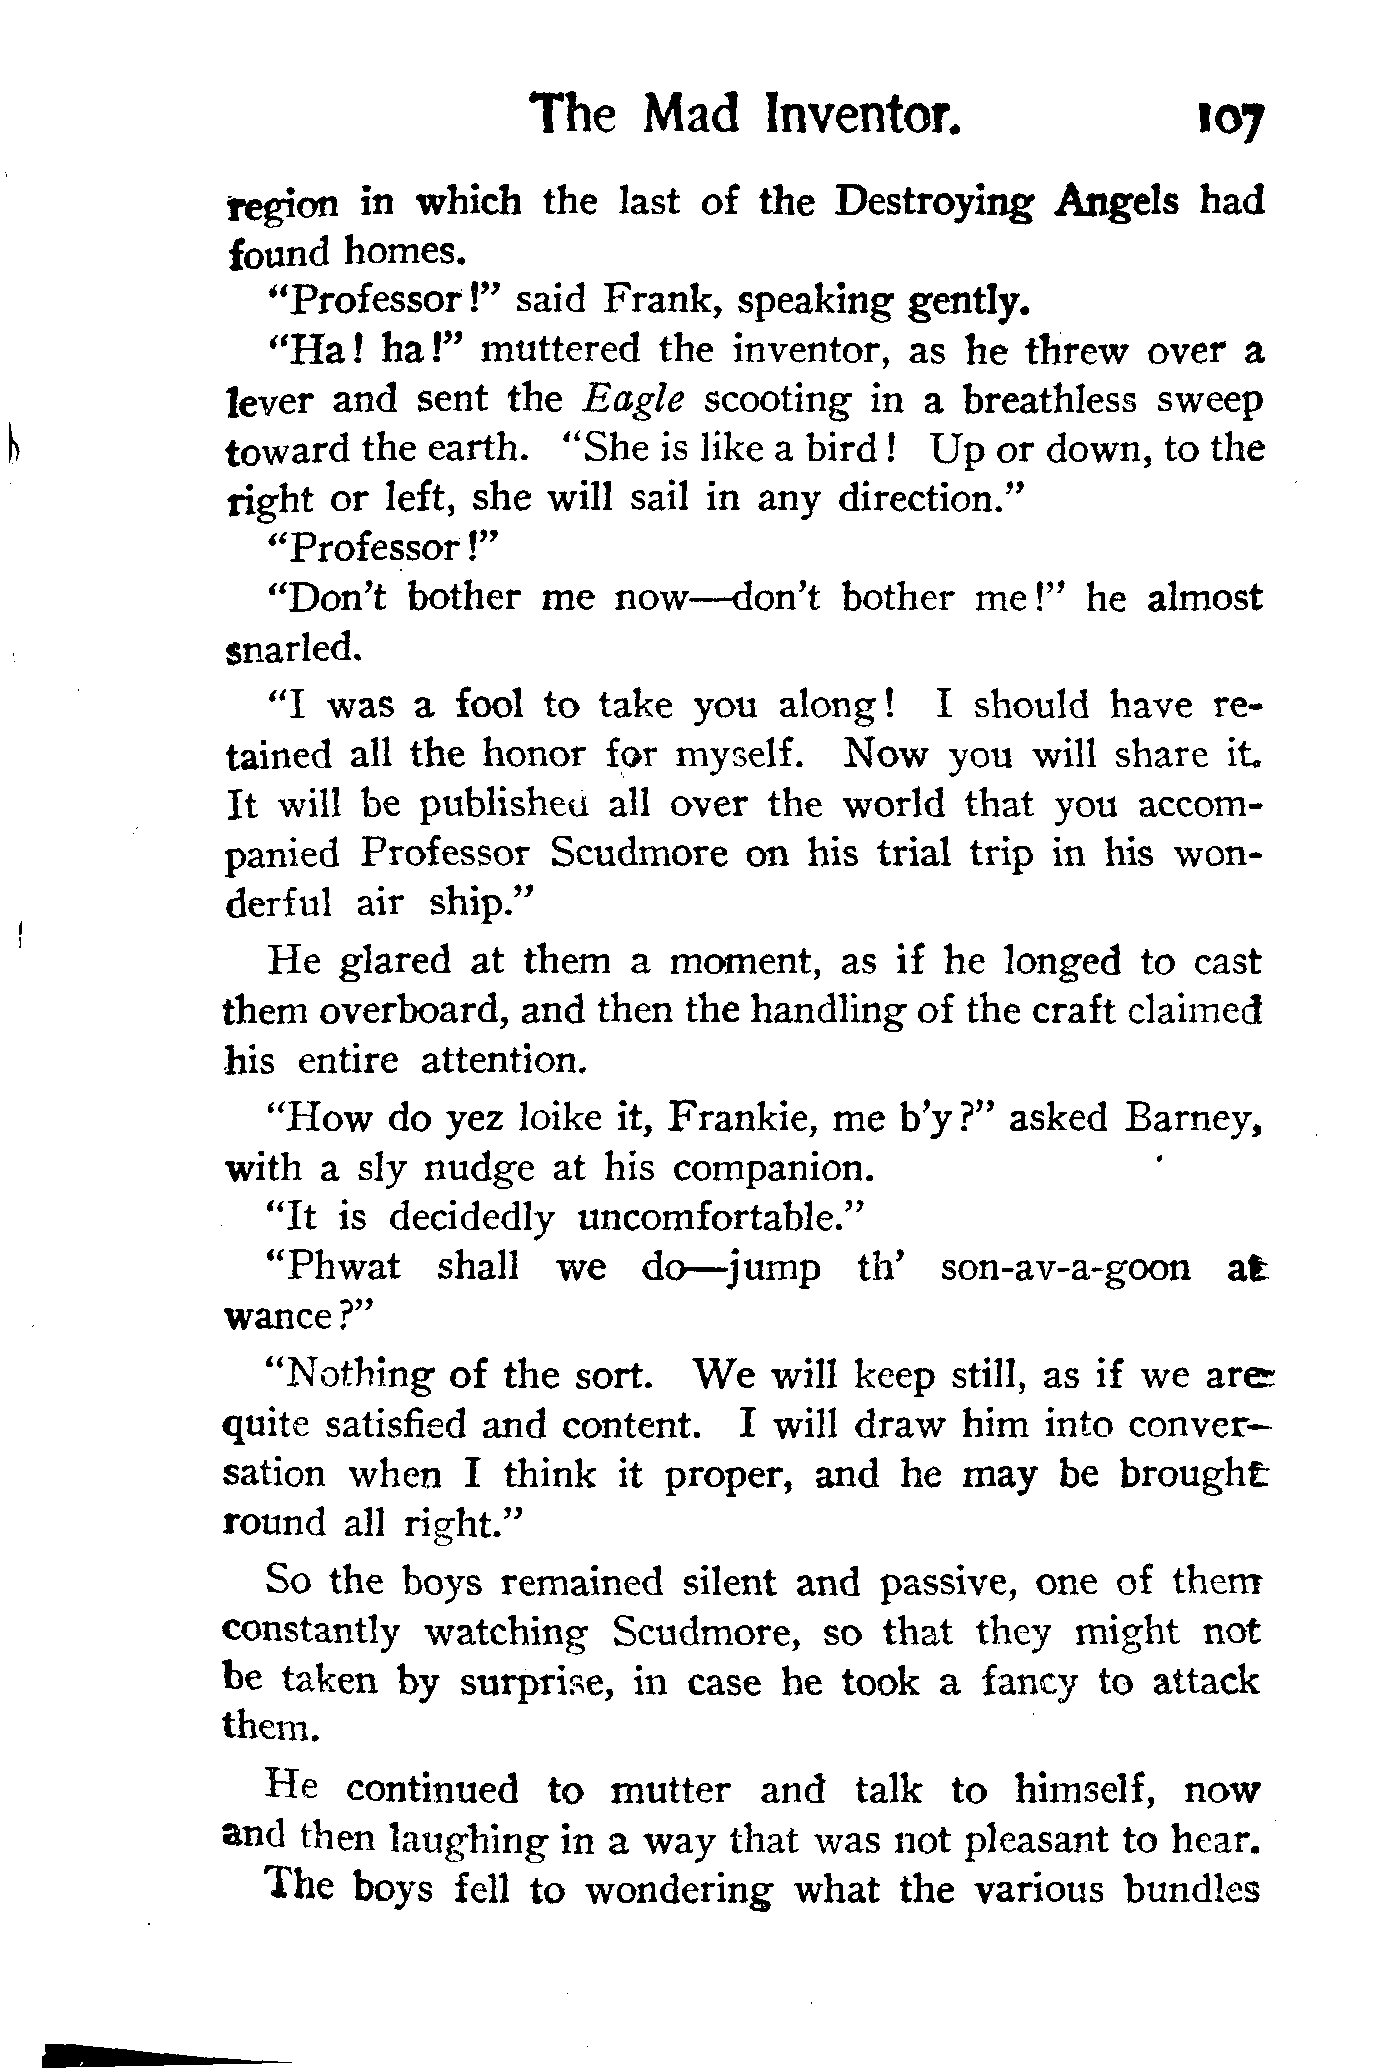 The Mad Inventor. 107
region in which the last of the Destroying Angels had
found homes.
"Professor!" said Frank, speaking gently.
"Ha! ha!" muttered the inventor, as he threw over a
lever and sent the Eagle scooting in a breathless sweep
toward the earth. "She is like a bird! Up or down, to the
right or left, she will sail in any direction."
"Professor!"
"Don't bother me now—don't bother me!" he almost
snarled.
"I was a fool to take you along! I should have re-
tained all the honor for myself. Now you will share it.
It will be published all over the world that you accom-
panied Professor Scudmore on his trial trip in his won-
derful air ship."
He glared at them a moment, as if he longed to cast
them overboard, and then the handling of the craft claimed
his entire attention.
"How do yez loike it, Frankie, me b'y?" asked Barney,
with a sly nudge at his companion.
"It is decidedly uncomfortable."
"Phwat shall we do—jump th' son-av-a-goon at
wance?"
"Nothing of the sort. We will keep still, as if we are
quite satisfied and content. I will draw him into conver-
sation when I think it proper, and he may be brought
round all right."
So the boys remained silent and passive, one of them
constantly watching Scudmore, so that they might not
be taken by surprise, in case he took a fancy to attack
them.
He continued to mutter and talk to himself, now
and then laughing in a way that was not pleasant to hear.
The boys fell to wondering what the various bundles